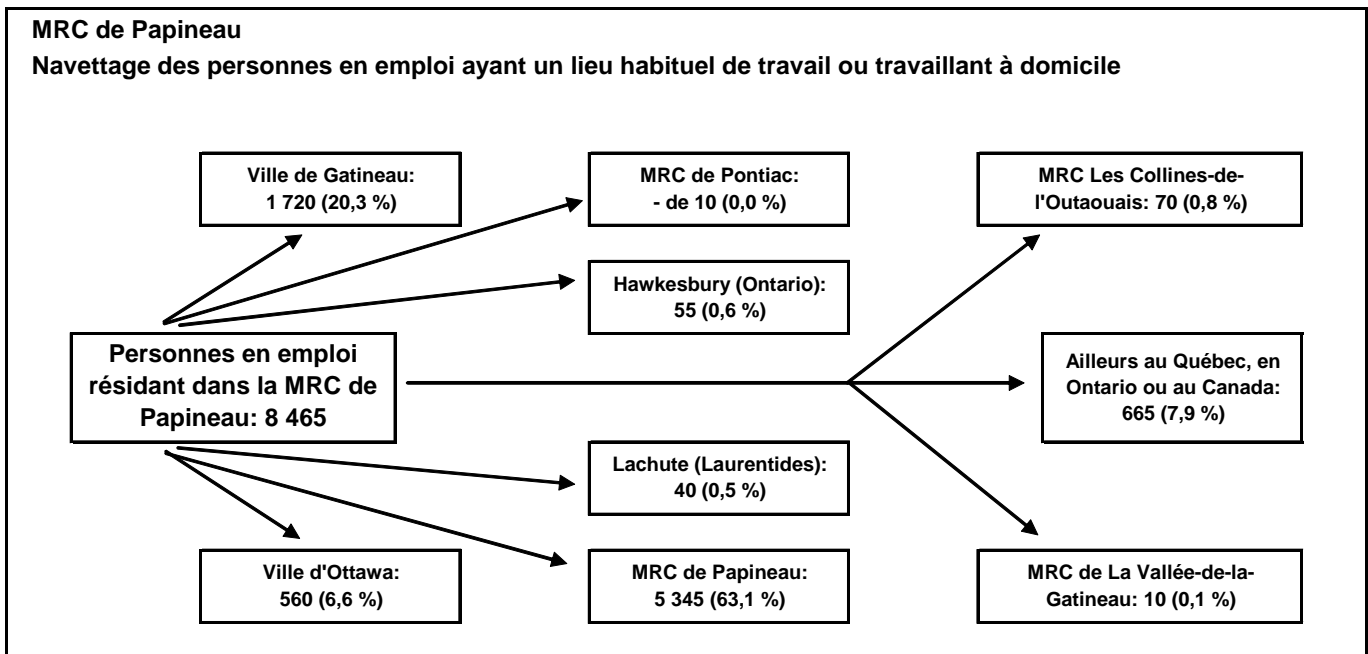 MRC de Papineau
Navettage des personnes en emploi ayant un lieu habituel de travail ou travaillant à domicile
Ville de Gatineau:
1 720 (20,3 %)
MRC de Pontiac:
- de 10 (0,0 %)
MRC Les Collines-de-
l'Outaouais: 70 (0,8 %)
Hawkesbury (Ontario):
55 (0,6 %)
Personnes en emploi
résidant dans la MRC de
Papineau: 8 465
Ailleurs au Québec, en
Ontario ou au Canada:
665 (7,9 %)
Lachute (Laurentides):
40 (0,5 %)
Ville d'Ottawa:
560 (6,6 %)
MRC de Papineau:
5 345 (63,1 %)
MRC de La Vallée-de-la-
Gatineau: 10 (0,1 %)